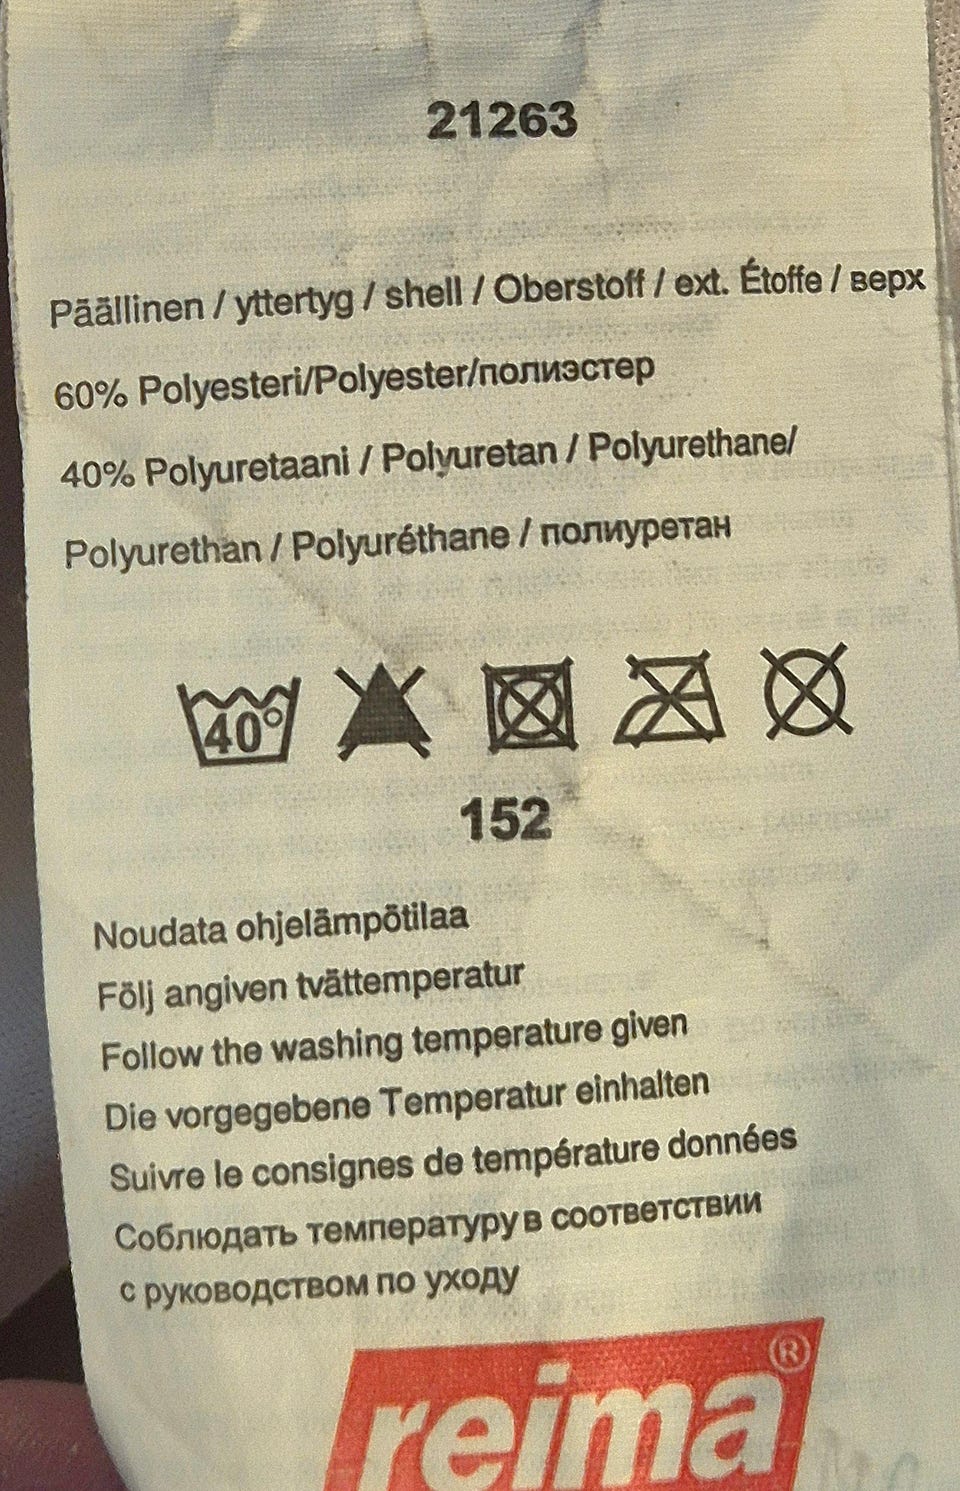 21263
Päällinen / yttertyg / shell / Oberstoff / ext. Étoffe / верх
60% Polyesteri/Polyester/полиэстер
40% Polyuretaani / Polyuretan / Polyurethane/
Polyurethan / Polyuréthane / полиуретан
40°
152
Noudata ohjelämpötilaa
Följ angiven tvättemperatur
Follow the washing temperature given
Die vorgegebene Temperatur einhalten
Suivre le consignes de température données
Соблюдать температуру в соответствии
с руководством по уходу
reima®